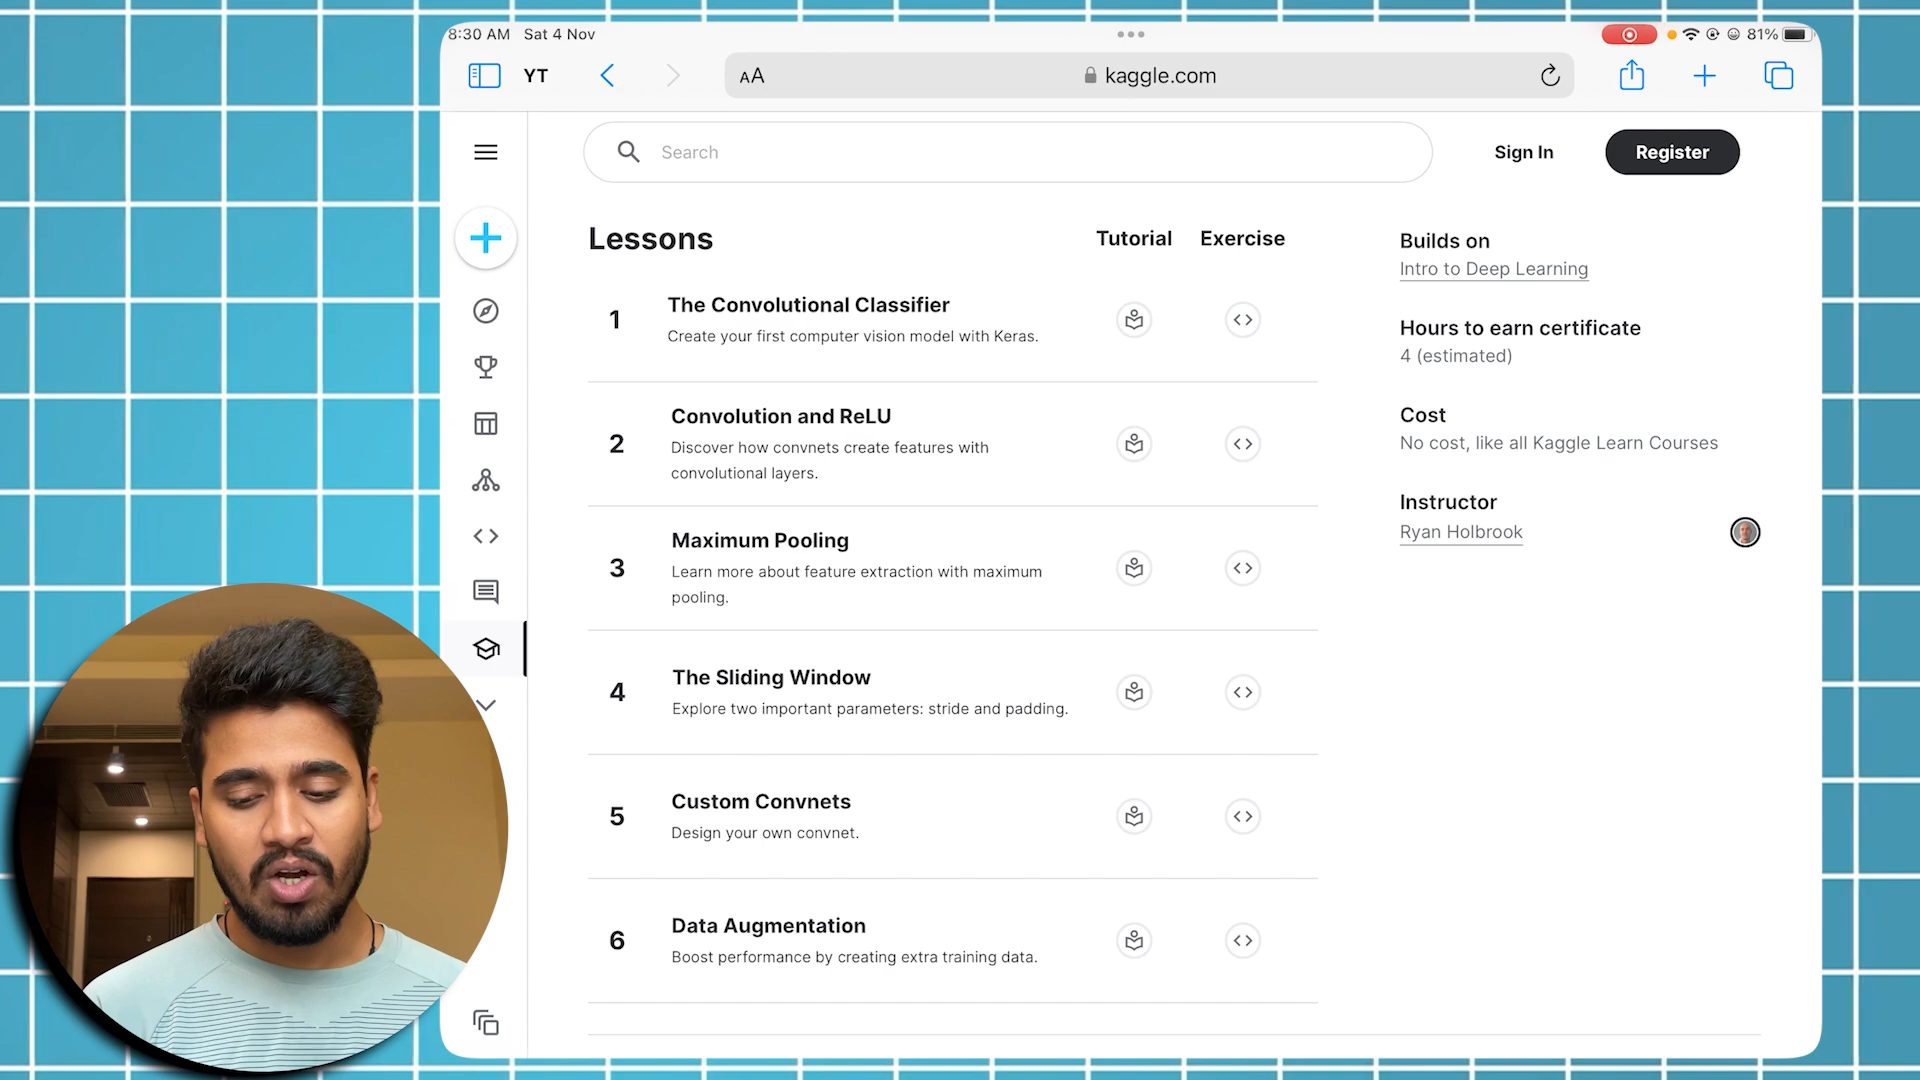 8:30 AM Sat 4 Nov
81%
YT
AA
kaggle.com
Search
Sign In
Register
Lessons
Tutorial
Exercise
1
The Convolutional Classifier
Create your first computer vision model with Keras.
2
Convolution and ReLU
Discover how convnets create features with
convolutional layers.
3
Maximum Pooling
Learn more about feature extraction with maximum
pooling.
4
The Sliding Window
Explore two important parameters: stride and padding.
5
Custom Convnets
Design your own convnet.
6
Data Augmentation
Boost performance by creating extra training data.
Builds on
Intro to Deep Learning
Hours to earn certificate
4 (estimated)
Cost
No cost, like all Kaggle Learn Courses
Instructor
Ryan Holbrook